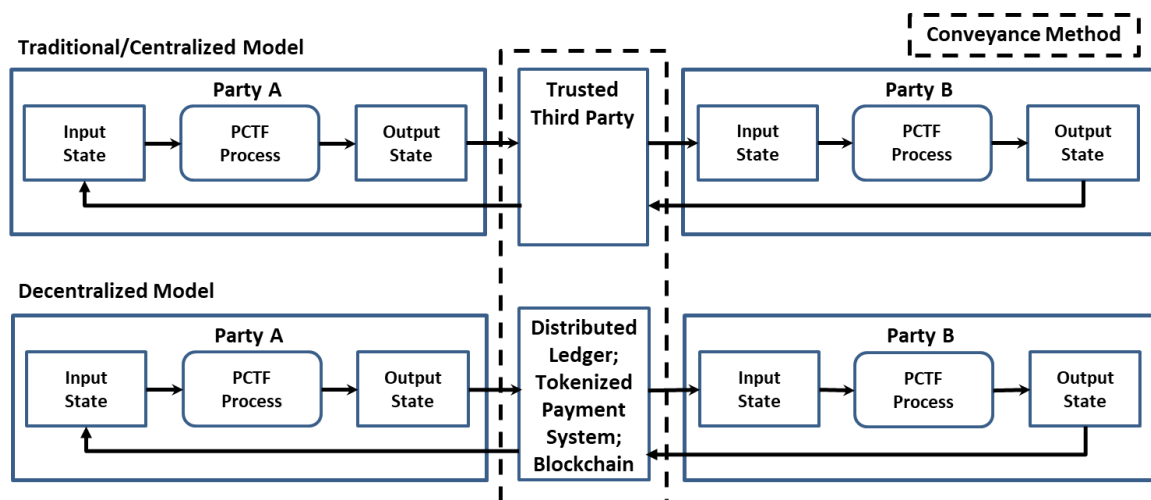 Conveyance Method
Traditional/Centralized Model
Party A
Input
State
PCTF
Process
Output
State
Trusted
Third Party
Party B
Input
State
PCTF
Process
Output
State
Decentralized Model
Party A
Input
State
PCTF
Process
Output
State
Distributed
Ledger;
Tokenized
Payment
System;
Blockchain
Party B
Input
State
PCTF
Process
Output
State